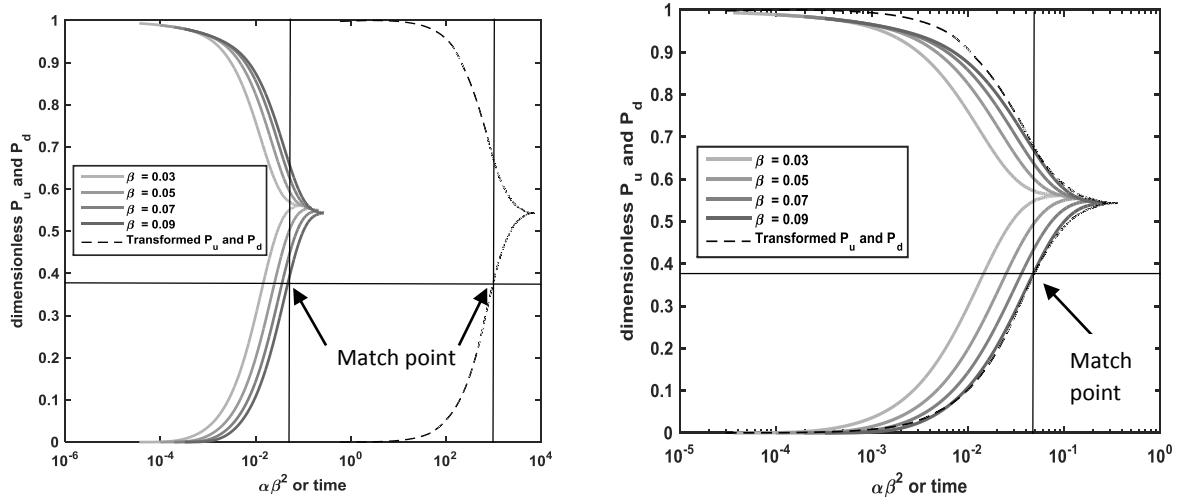 dimensionless P_u and P_d
1
0.9
0.8
0.7
0.6
0.5
0.4
0.3
0.2
0.1
0
β = 0.03
β = 0.05
β = 0.07
β = 0.09
Transformed P_u and P_d
Match point
10^-6 10^-4 10^-2 10^0 10^2 10^4
αβ^2 or time
dimensionless P_u and P_d
1
0.9
0.8
0.7
0.6
0.5
0.4
0.3
0.2
0.1
0
β = 0.03
β = 0.05
β = 0.07
β = 0.09
Transformed P_u and P_d
Match
point
10^-5 10^-4 10^-3 10^-2 10^-1 10^0
αβ^2 or time